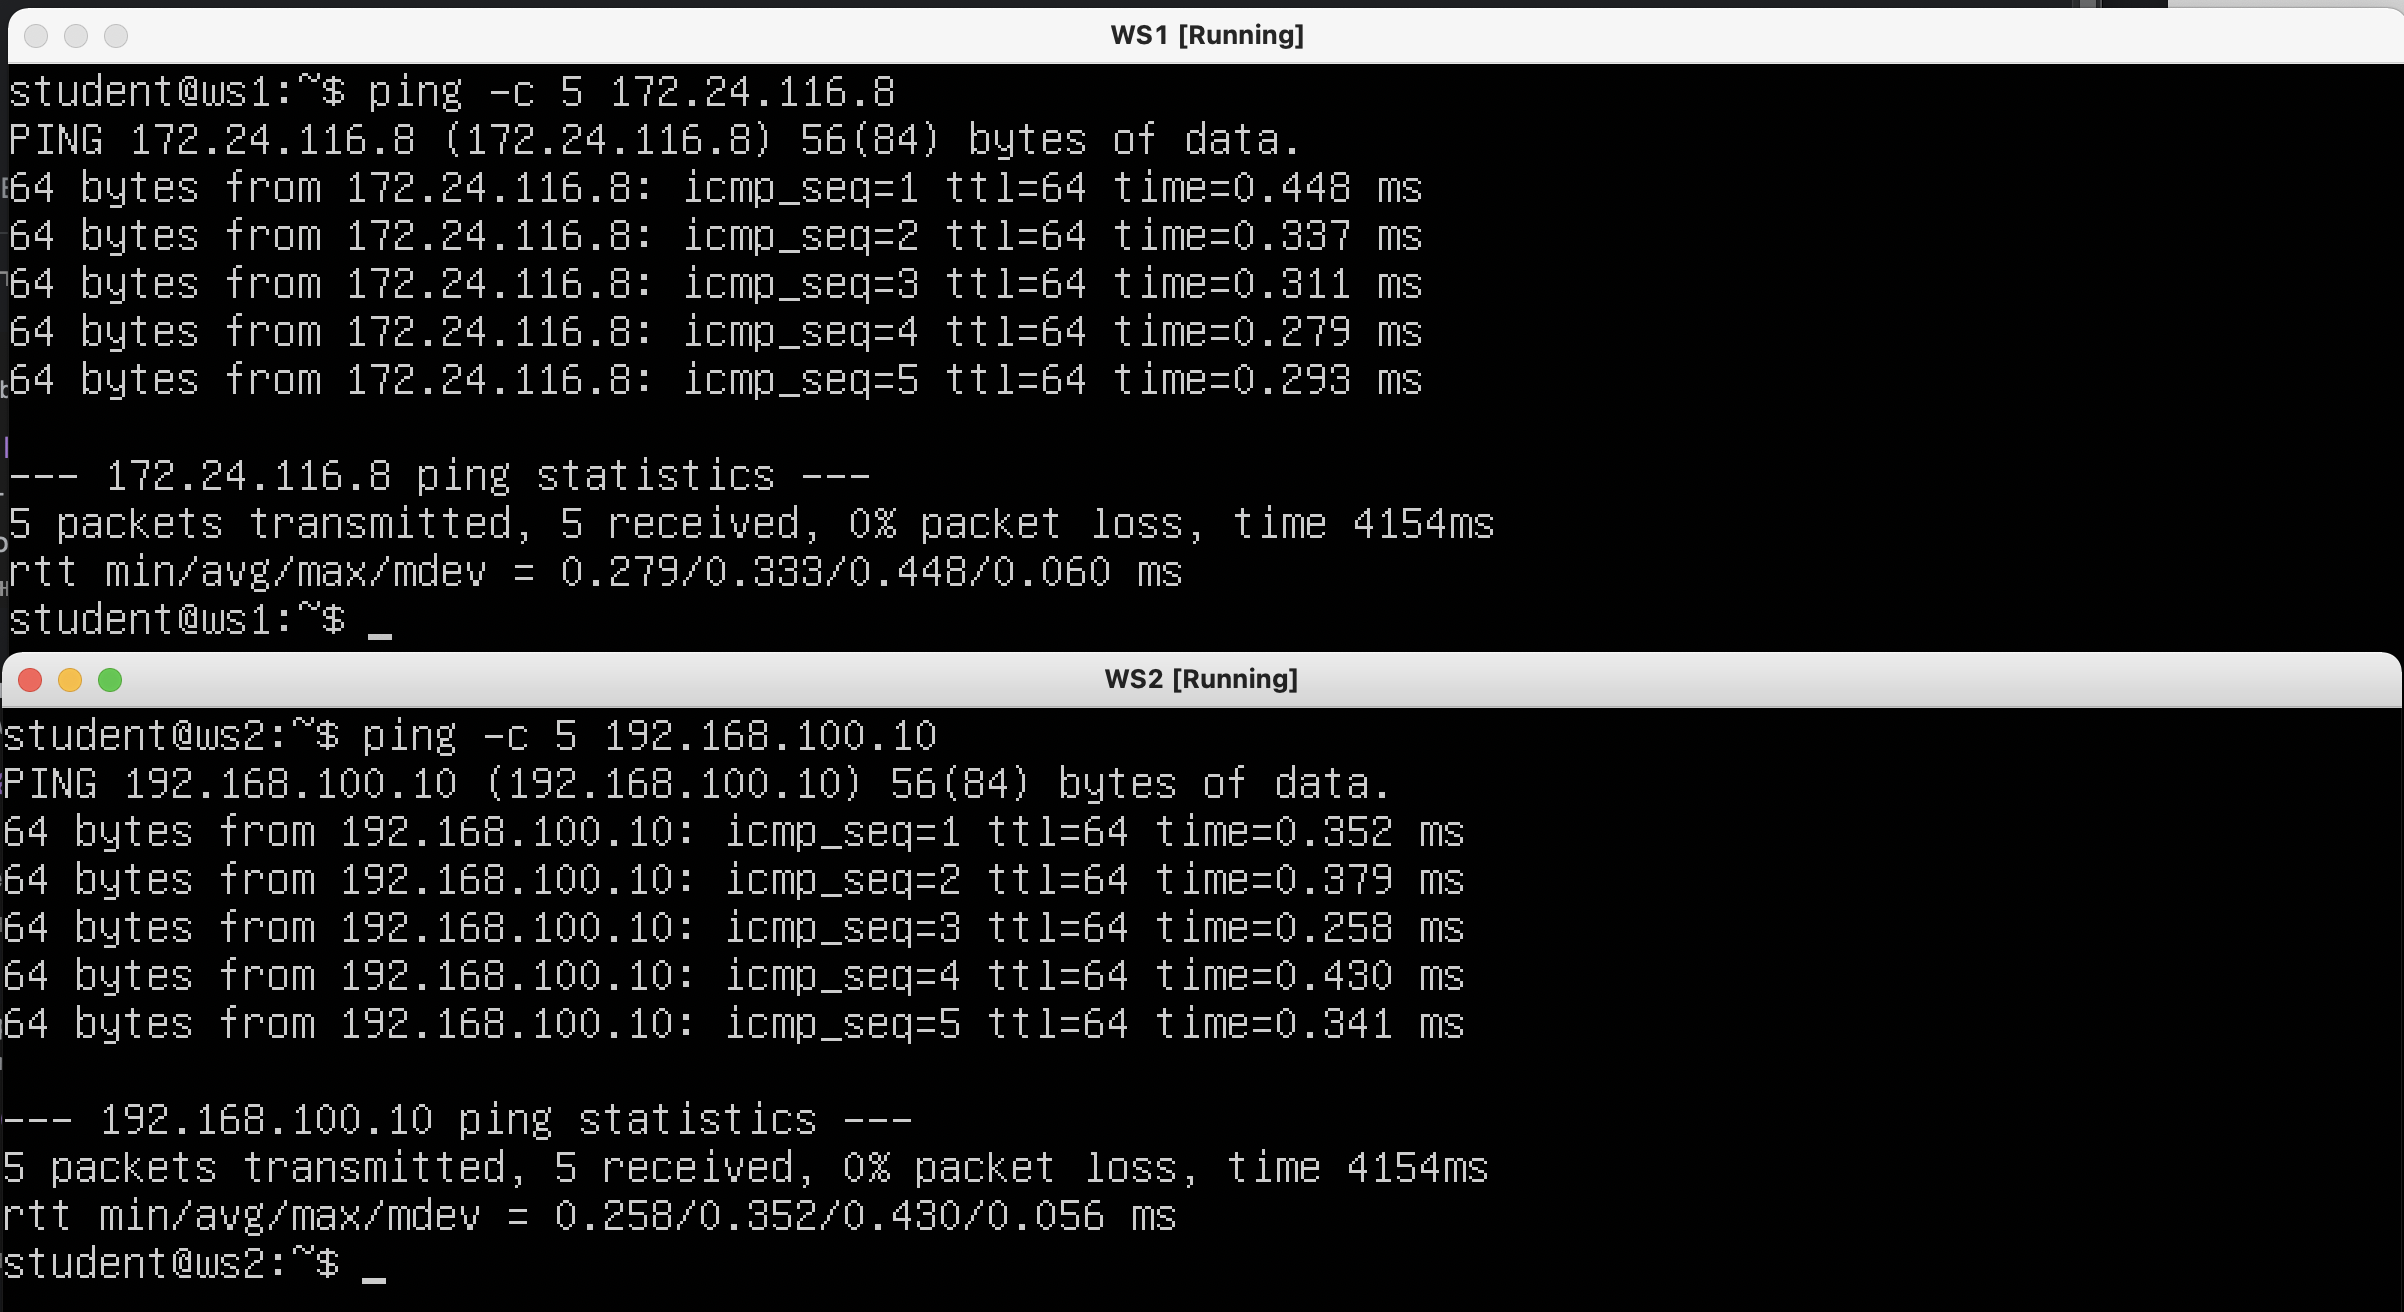 WS1 [Running]
student@ws1:~$ ping -c 5 172.24.116.8
PING 172.24.116.8 (172.24.116.8) 56(84) bytes of data.
64 bytes from 172.24.116.8: icmp_seq=1 ttl=64 time=0.448 ms
64 bytes from 172.24.116.8: icmp_seq=2 ttl=64 time=0.337 ms
64 bytes from 172.24.116.8: icmp_seq=3 ttl=64 time=0.311 ms
64 bytes from 172.24.116.8: icmp_seq=4 ttl=64 time=0.279 ms
64 bytes from 172.24.116.8: icmp_seq=5 ttl=64 time=0.293 ms
--- 172.24.116.8 ping statistics ---
5 packets transmitted, 5 received, 0% packet loss, time 4154ms
rtt min/avg/max/mdev = 0.279/0.333/0.448/0.060 ms
student@ws1:~$ _
WS2 [Running]
student@ws2:~$ ping -c 5 192.168.100.10
PING 192.168.100.10 (192.168.100.10) 56(84) bytes of data.
64 bytes from 192.168.100.10: icmp_seq=1 ttl=64 time=0.352 ms
64 bytes from 192.168.100.10: icmp_seq=2 ttl=64 time=0.379 ms
64 bytes from 192.168.100.10: icmp_seq=3 ttl=64 time=0.258 ms
64 bytes from 192.168.100.10: icmp_seq=4 ttl=64 time=0.430 ms
64 bytes from 192.168.100.10: icmp_seq=5 ttl=64 time=0.341 ms
--- 192.168.100.10 ping statistics ---
5 packets transmitted, 5 received, 0% packet loss, time 4154ms
rtt min/avg/max/mdev = 0.258/0.352/0.430/0.056 ms
student@ws2:~$ _